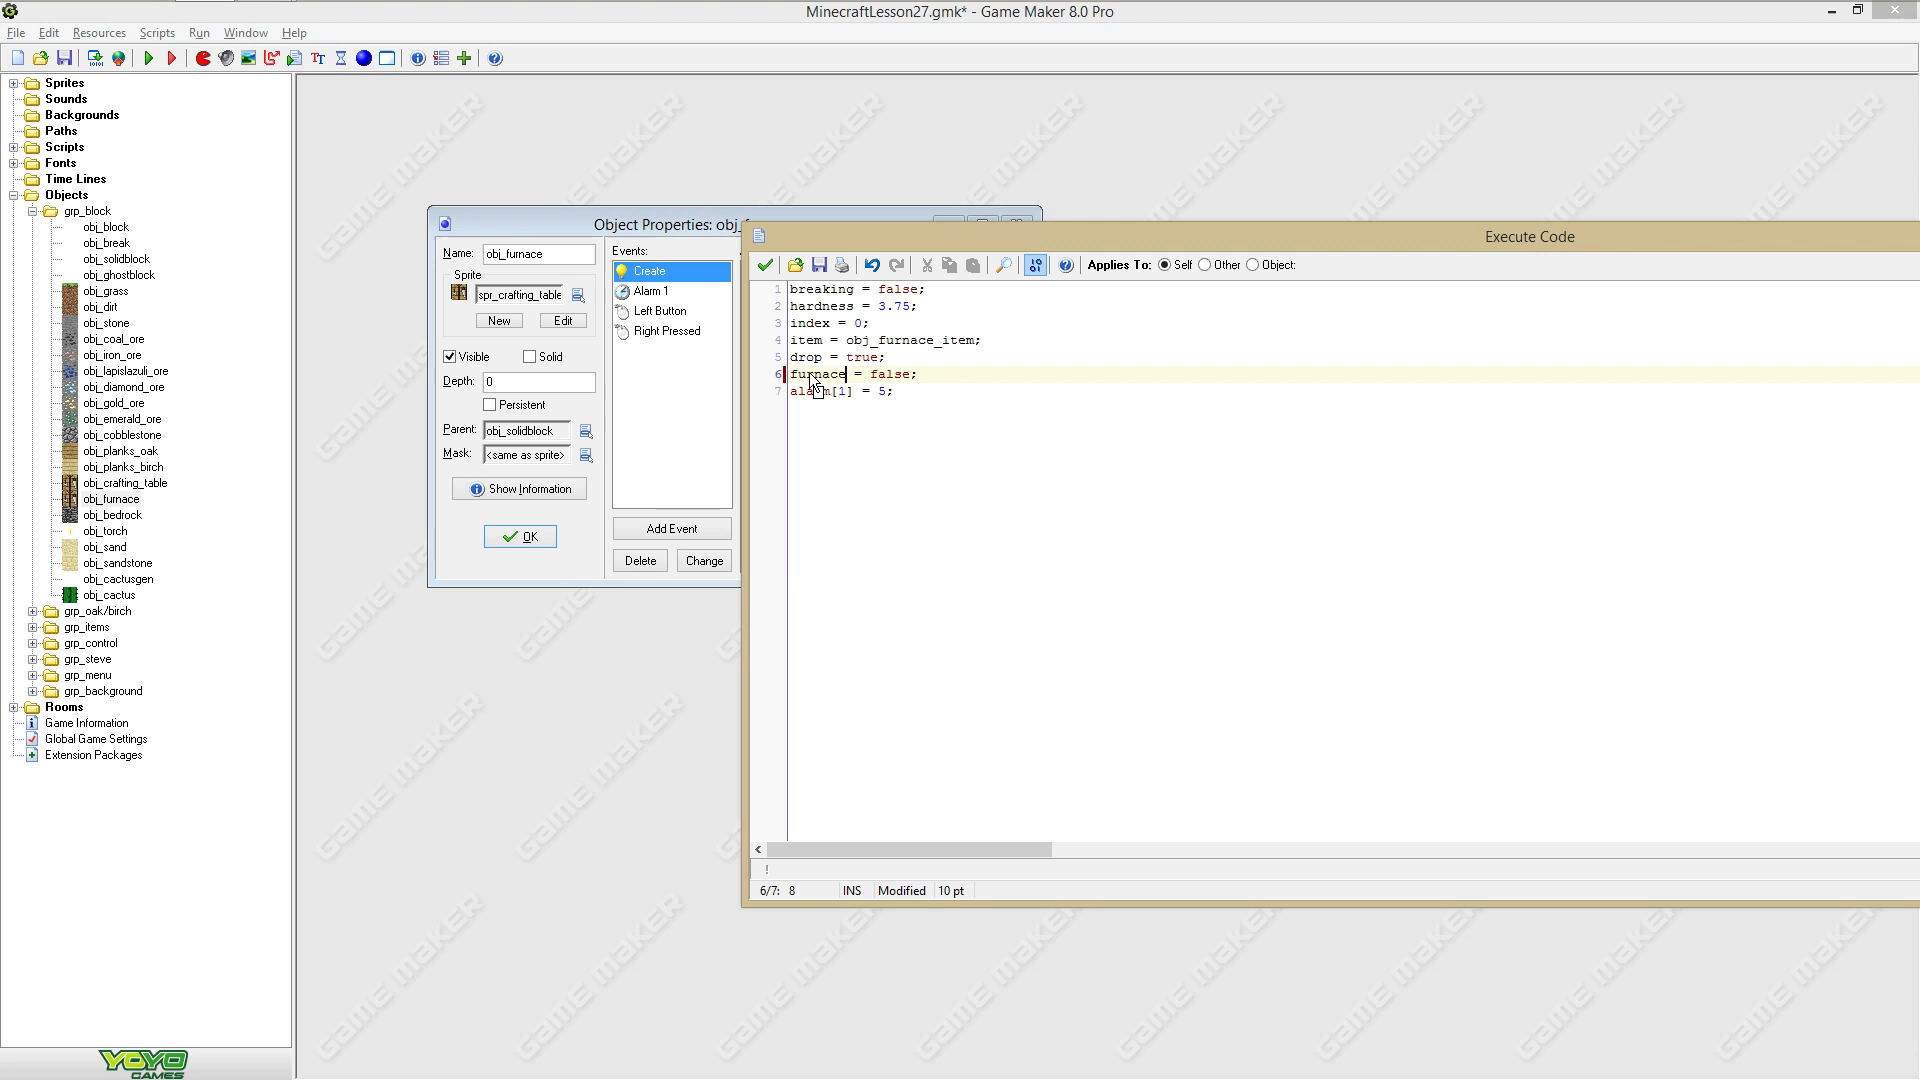 MinecraftLesson27.gmk* - Game Maker 8.0 Pro
File Edit Resources Scripts Run Window Help
Sprites
Sounds
Backgrounds
Paths
Scripts
Fonts
Time Lines
Objects
grp_block
obj_block
obj_break
obj_solidblock
obj_ghostblock
obj_grass
obj_dirt
obj_stone
obj_coal_ore
obj_iron_ore
obj_lapislazuli_ore
obj_diamond_ore
obj_gold_ore
obj_emerald_ore
obj_cobblestone
obj_planks_oak
obj_planks_birch
obj_crafting_table
obj_furnace
obj_bedrock
obj_torch
obj_sand
obj_sandstone
obj_cactusgen
obj_cactus
grp_oak/birch
grp_items
grp_control
grp_steve
grp_menu
grp_background
Rooms
Game Information
Global Game Settings
Extension Packages
YOYO
GAMES
Object Properties: obj_
Name: obj_furnace
Sprite
spr_crafting_table
New Edit
Visible Solid
Depth: 0
Persistent
Parent: obj_solidblock
Mask: <same as sprite>
Show Information
OK
Events:
Create
Alarm 1
Left Button
Right Pressed
Add Event
Delete Change
Execute Code
Applies To: Self Other Object:
1 breaking = false;
2 hardness = 3.75;
3 index = 0;
4 item = obj_furnace_item;
5 drop = true;
6 furnace = false;
7 alarm[1] = 5;
6/7: 8 INS Modified 10 pt
GAME MAKER